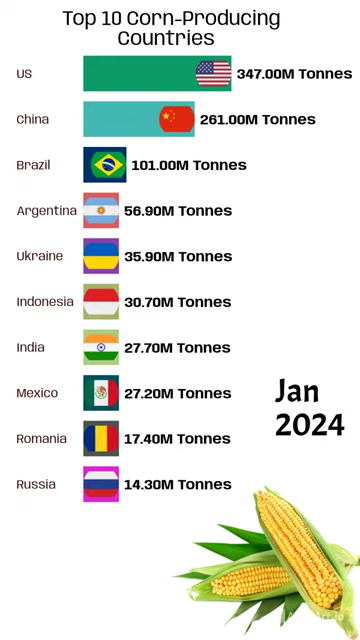 Top 10 Corn-Producing
Countries
US 347.00M Tonnes
China 261.00M Tonnes
Brazil 101.00M Tonnes
Argentina 56.90M Tonnes
Ukraine 35.90M Tonnes
Indonesia 30.70M Tonnes
India 27.70M Tonnes
Mexico 27.20M Tonnes
Romania 17.40M Tonnes
Russia 14.30M Tonnes
Jan
2024